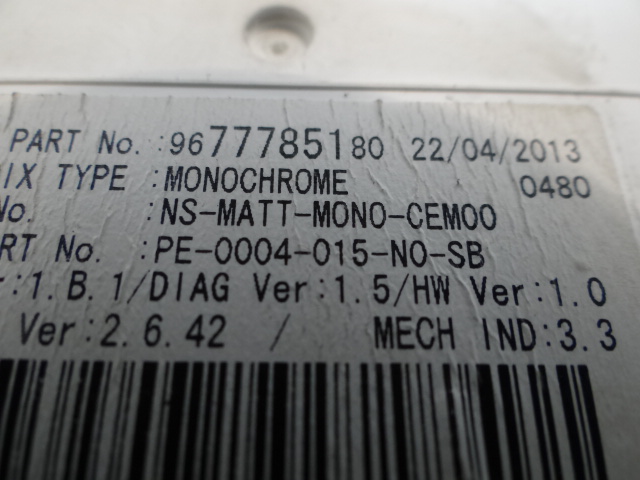 PART No. :9677785180 22/04/2013
IX TYPE :MONOCHROME 0480
No. :NS-MATT-MONO-CEM00
RT No. :PE-0004-015-NO-SB
r:1.B.1/DIAG Ver:1.5/HW Ver:1.0
Ver:2.6.42 / MECH IND:3.3